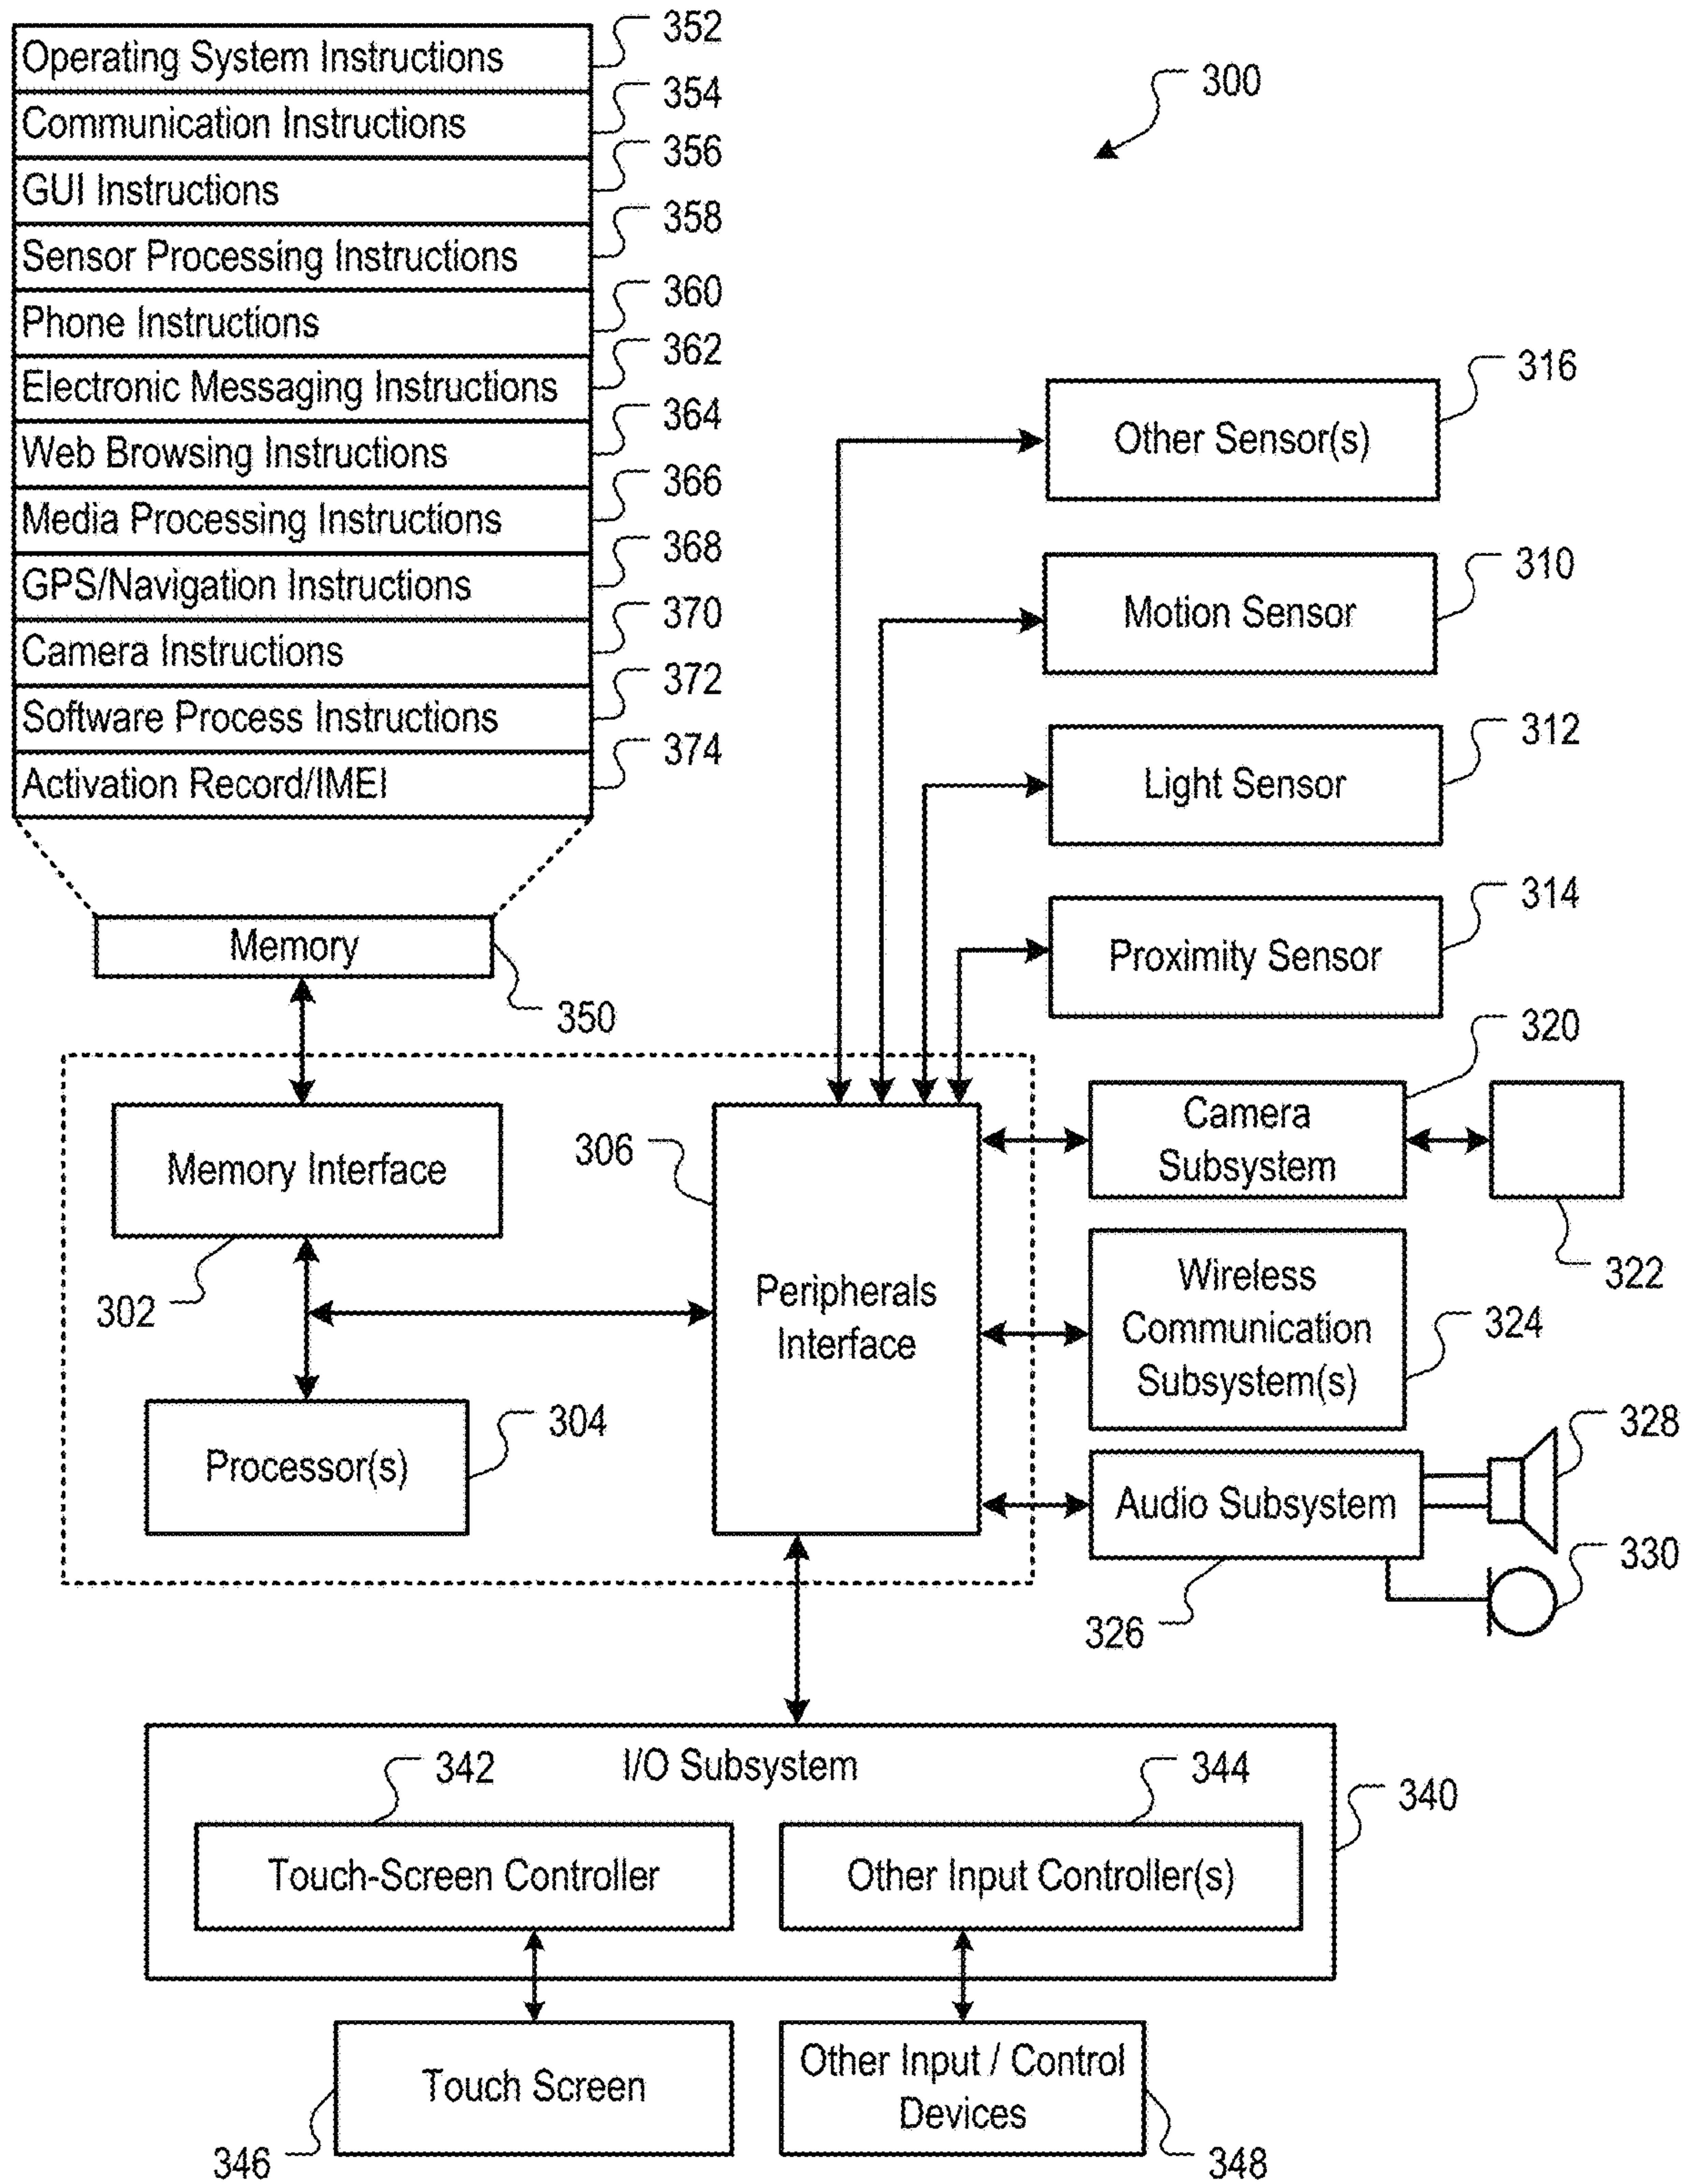 352
Operating System Instructions
354
Communication Instructions
356
GUI Instructions
358
Sensor Processing Instructions
360
Phone Instructions
362
Electronic Messaging Instructions
364
Web Browsing Instructions
366
Media Processing Instructions
368
GPS/Navigation Instructions
370
Camera Instructions
372
Software Process Instructions
374
Activation Record/IMEI
Memory
350
300
316
Other Sensor(s)
310
Motion Sensor
312
Light Sensor
314
Proximity Sensor
320
Camera
Subsystem
322
Memory Interface
302
306
Peripherals
Interface
Wireless
Communication
Subsystem(s)
324
304
Processor(s)
328
Audio Subsystem
326
330
I/O Subsystem
342
344
340
Touch-Screen Controller
Other Input Controller(s)
Touch Screen
346
Other Input / Control
Devices
348